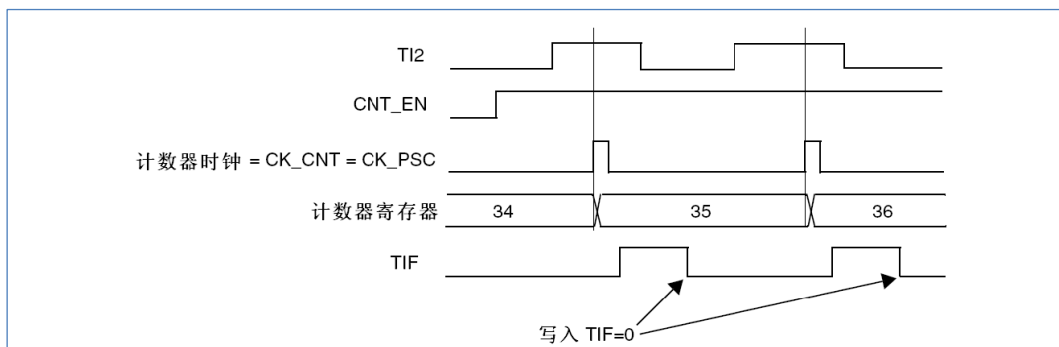 TI2
CNT_EN
计数器时钟 = CK_CNT = CK_PSC
计数器寄存器
34
35
36
TIF
写入 TIF=0